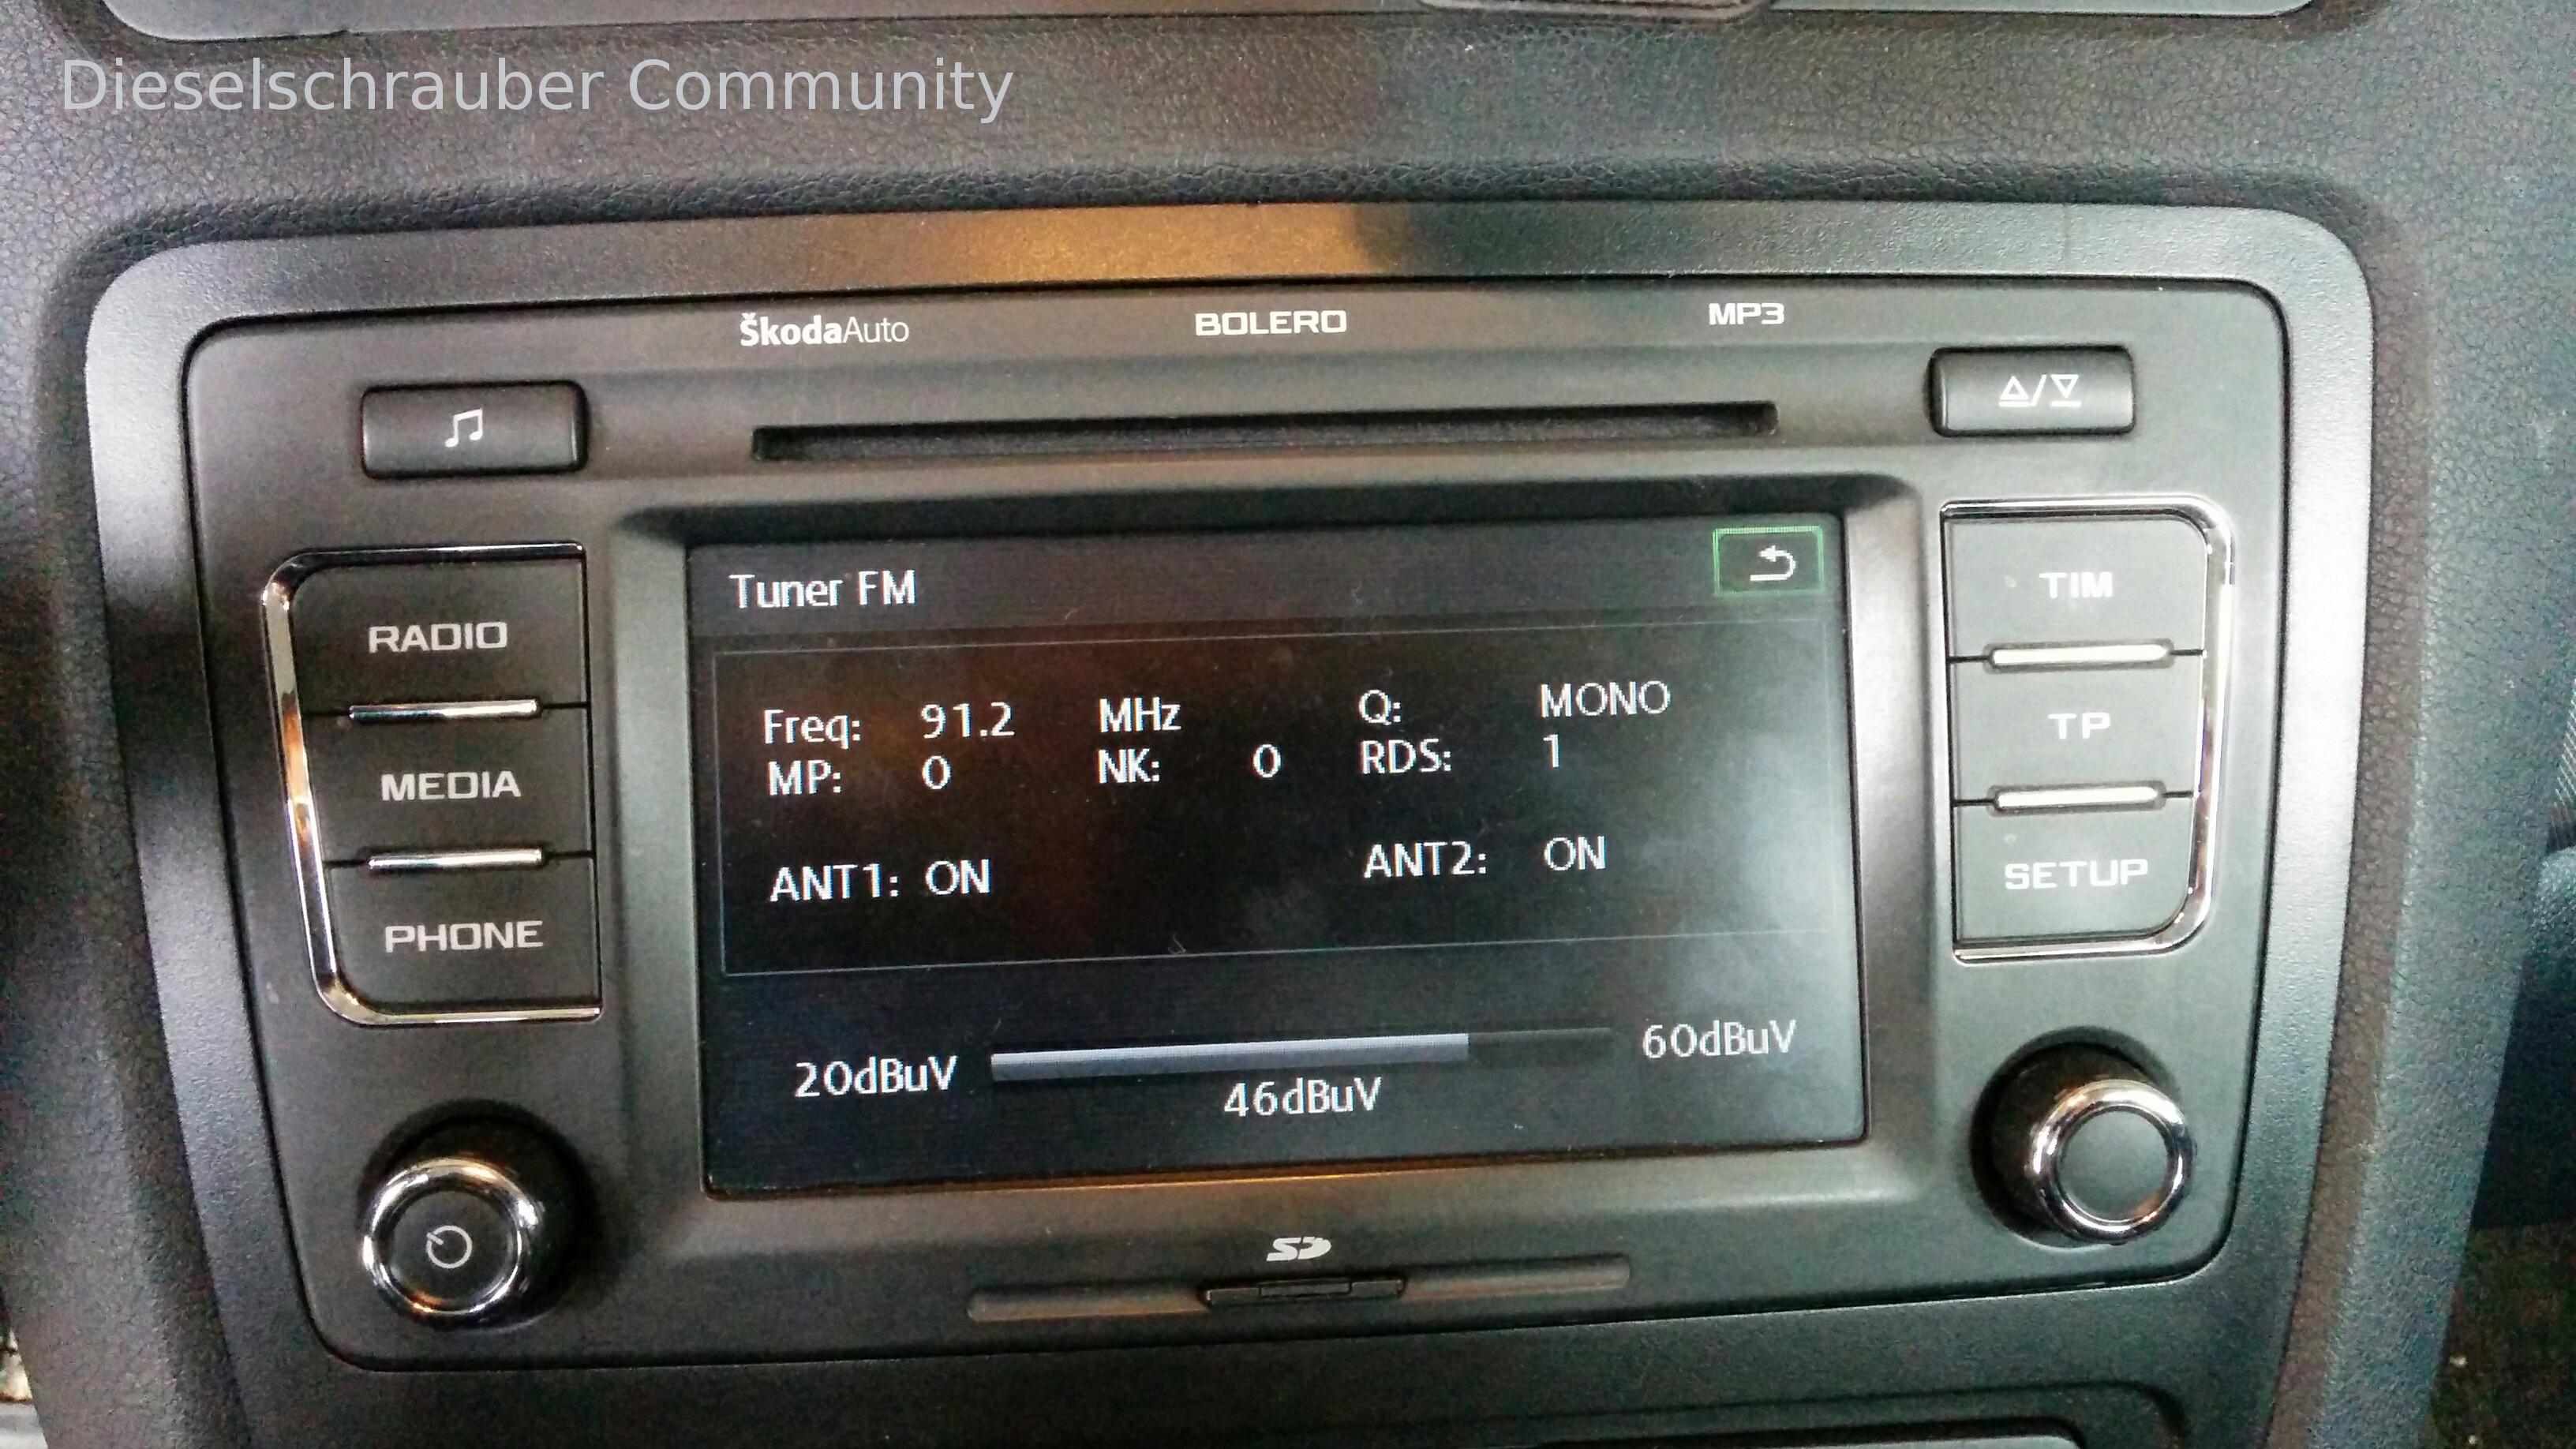 Dieselschrauber Community
ŠkodaAuto BOLERO MP3
Tuner FM
RADIO
MEDIA
PHONE
Freq: 91.2 MHz Q: MONO
MP: 0 NK: 0 RDS: 1
ANT1: ON ANT2: ON
20dBuV 60dBuV
46dBuV
TIM
TP
SETUP
SD